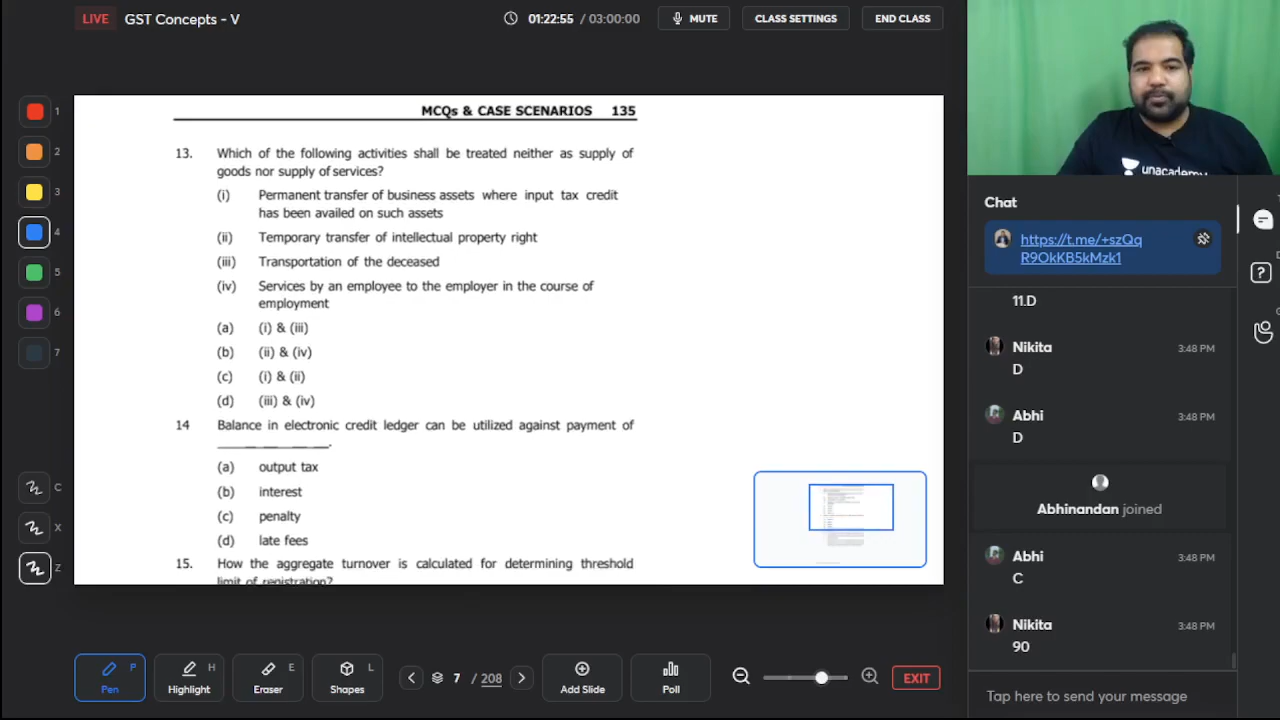 LIVE GST Concepts - V 01:22:55 / 03:00:00 MUTE CLASS SETTINGS END CLASS
MCQs & CASE SCENARIOS 135
13. Which of the following activities shall be treated neither as supply of
goods nor supply of services?
(i) Permanent transfer of business assets where input tax credit
has been availed on such assets
(ii) Temporary transfer of intellectual property right
(iii) Transportation of the deceased
(iv) Services by an employee to the employer in the course of
employment
(a) (i) & (iii)
(b) (ii) & (iv)
(c) (i) & (ii)
(d) (iii) & (iv)
14 Balance in electronic credit ledger can be utilized against payment of
____________.
(a) output tax
(b) interest
(c) penalty
(d) late fees
15. How the aggregate turnover is calculated for determining threshold
limit of registration?
1
2
3
4
5
6
7
C
X
Z
Pen P
Highlight H
Eraser E
Shapes L
7 / 208
Add Slide
Poll
EXIT
unacademy
Chat
https://t.me/+szQq
R9OkKB5kMzk1
11.D
Nikita 3:48 PM
D
Abhi 3:48 PM
D
Abhinandan joined
Abhi 3:48 PM
C
Nikita 3:48 PM
90
Tap here to send your message